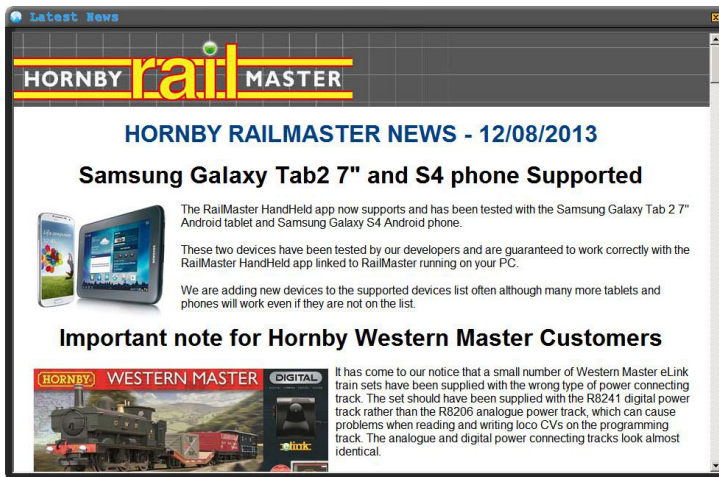 Latest News
HORNBY rail MASTER
HORNBY RAILMASTER NEWS - 12/08/2013
Samsung Galaxy Tab2 7" and S4 phone Supported
The RailMaster HandHeld app now supports and has been tested with the Samsung Galaxy Tab 2 7"
Android tablet and Samsung Galaxy S4 Android phone.
These two devices have been tested by our developers and are guaranteed to work correctly with the
RailMaster HandHeld app linked to RailMaster running on your PC.
We are adding new devices to the supported devices list often although many more tablets and
phones will work even if they are not on the list.
Important note for Hornby Western Master Customers
HORNBY WESTERN MASTER DIGITAL
elink
It has come to our notice that a small number of Western Master eLink
train sets have been supplied with the wrong type of power connecting
track. The set should have been supplied with the R8241 digital power
track rather than the R8206 analogue power track, which can cause
problems when reading and writing loco CVs on the programming
track. The analogue and digital power connecting tracks look almost
identical.